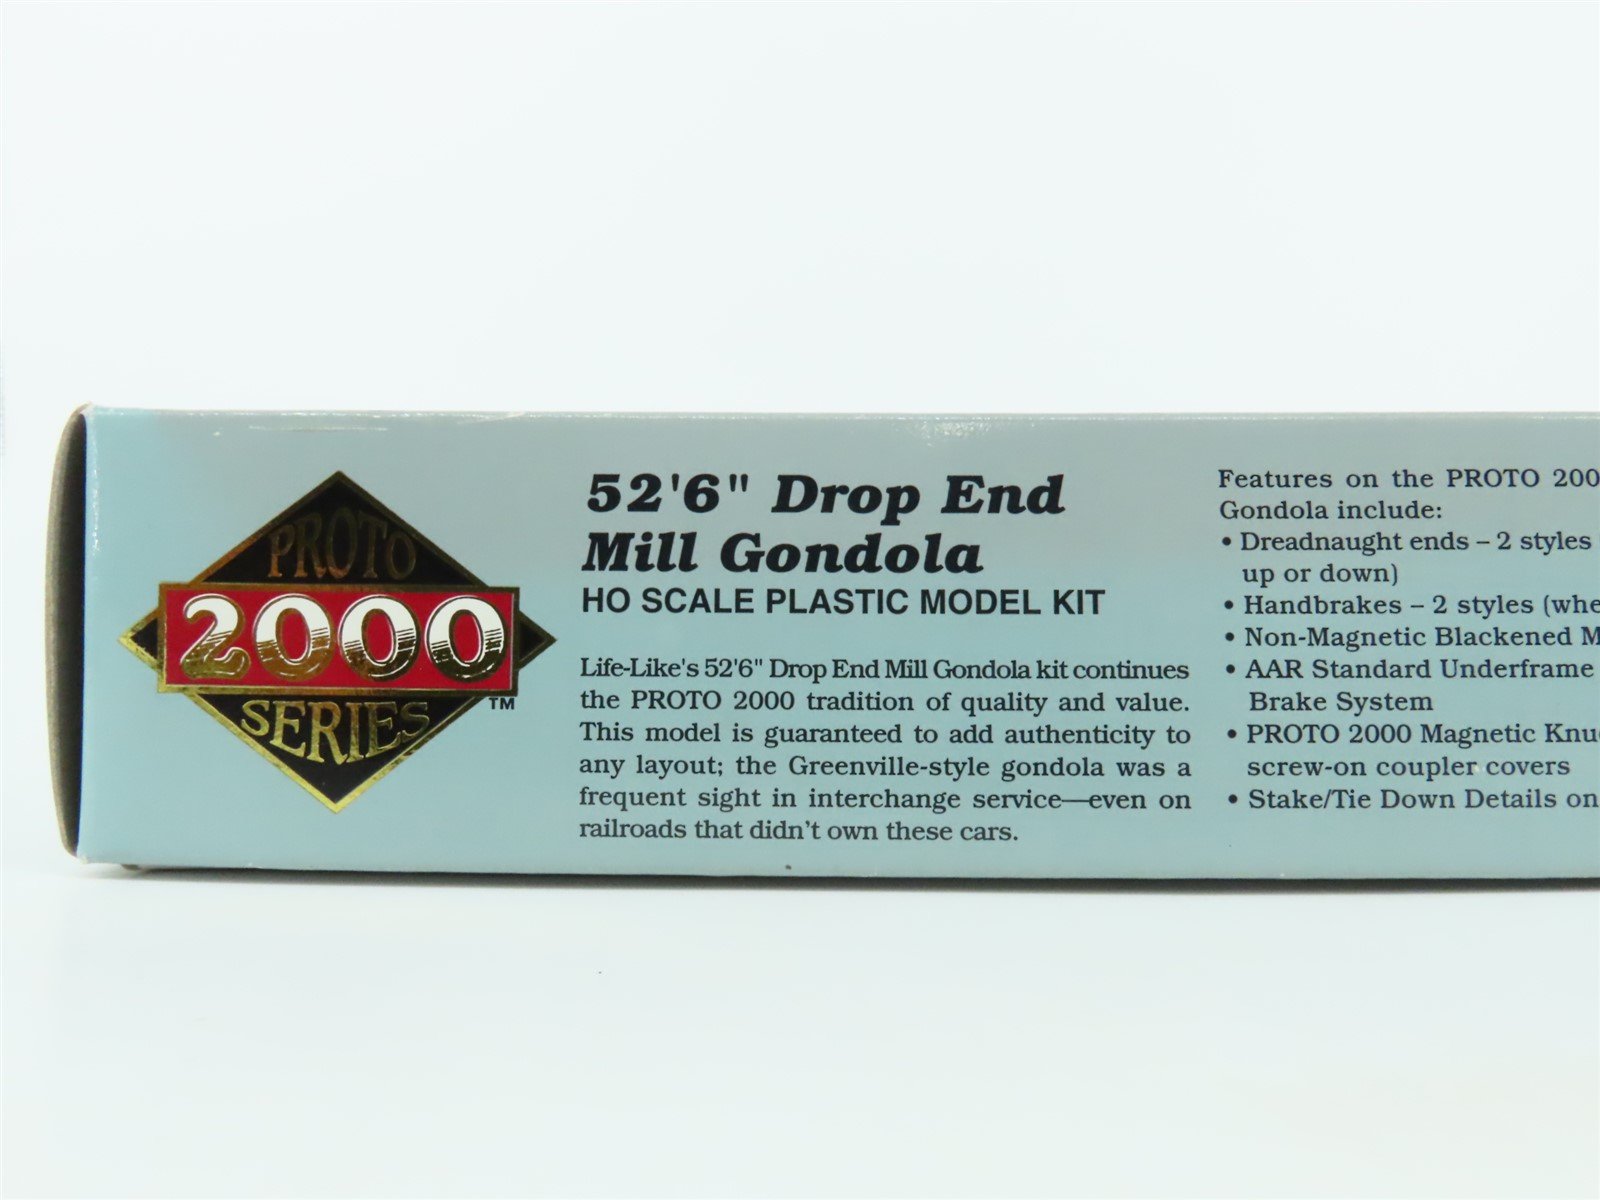 PROTO
2000
SERIES
TM
52'6" Drop End
Mill Gondola
HO SCALE PLASTIC MODEL KIT
Life-Like's 52'6" Drop End Mill Gondola kit continues
the PROTO 2000 tradition of quality and value.
This model is guaranteed to add authenticity to
any layout; the Greenville-style gondola was a
frequent sight in interchange service—even on
railroads that didn't own these cars.
Features on the PROTO 200
Gondola include:
• Dreadnaught ends – 2 styles
up or down)
• Handbrakes – 2 styles (whe
• Non-Magnetic Blackened M
• AAR Standard Underframe
Brake System
• PROTO 2000 Magnetic Knu
screw-on coupler covers
• Stake/Tie Down Details on